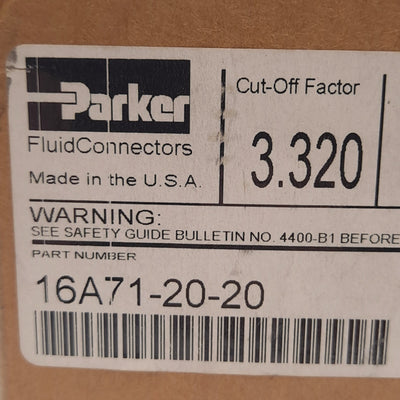 Parker
FluidConnectors
Made in the U.S.A.
Cut-Off Factor
3.320
WARNING:
SEE SAFETY GUIDE BULLETIN NO. 4400-B1 BEFORE
PART NUMBER
16A71-20-20